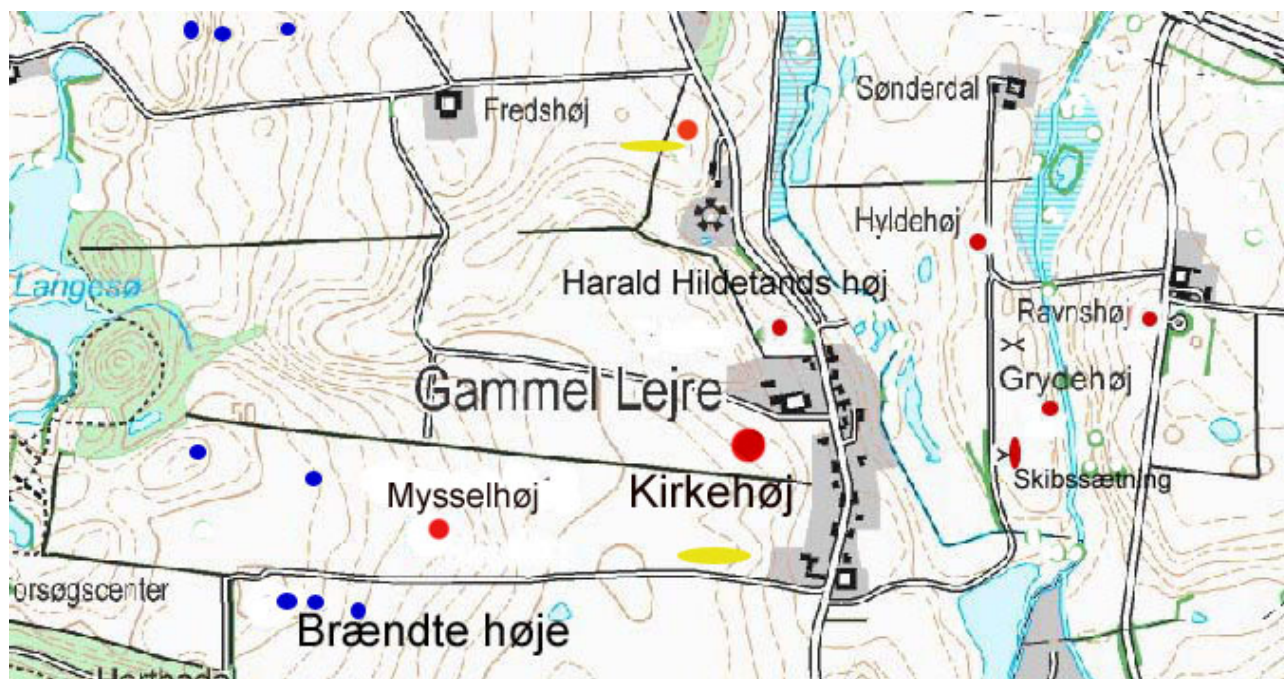 Sønderdal
Fredshøj
Hyldehøj
Harald Hildetands høj
Langesø
Ravnshøj
Gammel Lejre
Grydehøj
50
Mysselhøj
Kirkehøj
Skibssætning
orsøgscenter
Brændte høje